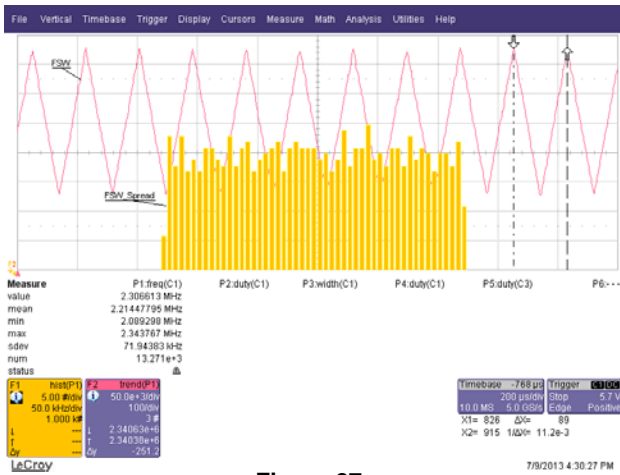 File Vertical Timebase Trigger Display Cursors Measure Math Analysis Utilities Help
FSW
FSW_Spread
Measure P1:freq(C1) P2:duty(C1) P3:width(C1) P4:duty(C1) P5:duty(C3) P6:- - -
value 2.306613 MHz
mean 2.21447795 MHz
min 2.089298 MHz
max 2.343767 MHz
sdev 71.94383 kHz
num 13.271e+3
status
F1 hist(P1) F2 trend(P1) Timebase -768 µs Trigger C1 DC
5.00 #/div 50.0e+3/div 200 µs/div Stop 5.7 V
50.0 kHz/div 100/div 10.0 MS 5.0 GS/s Edge Positive
1.000 k# 3 # X1= 826 ΔX= 89
--- 2.34063e+6 X2= 915 1/ΔX= 11.2e-3
--- 2.34038e+6
Δy --- Δy -251.2
LeCroy 7/9/2013 4:30:27 PM